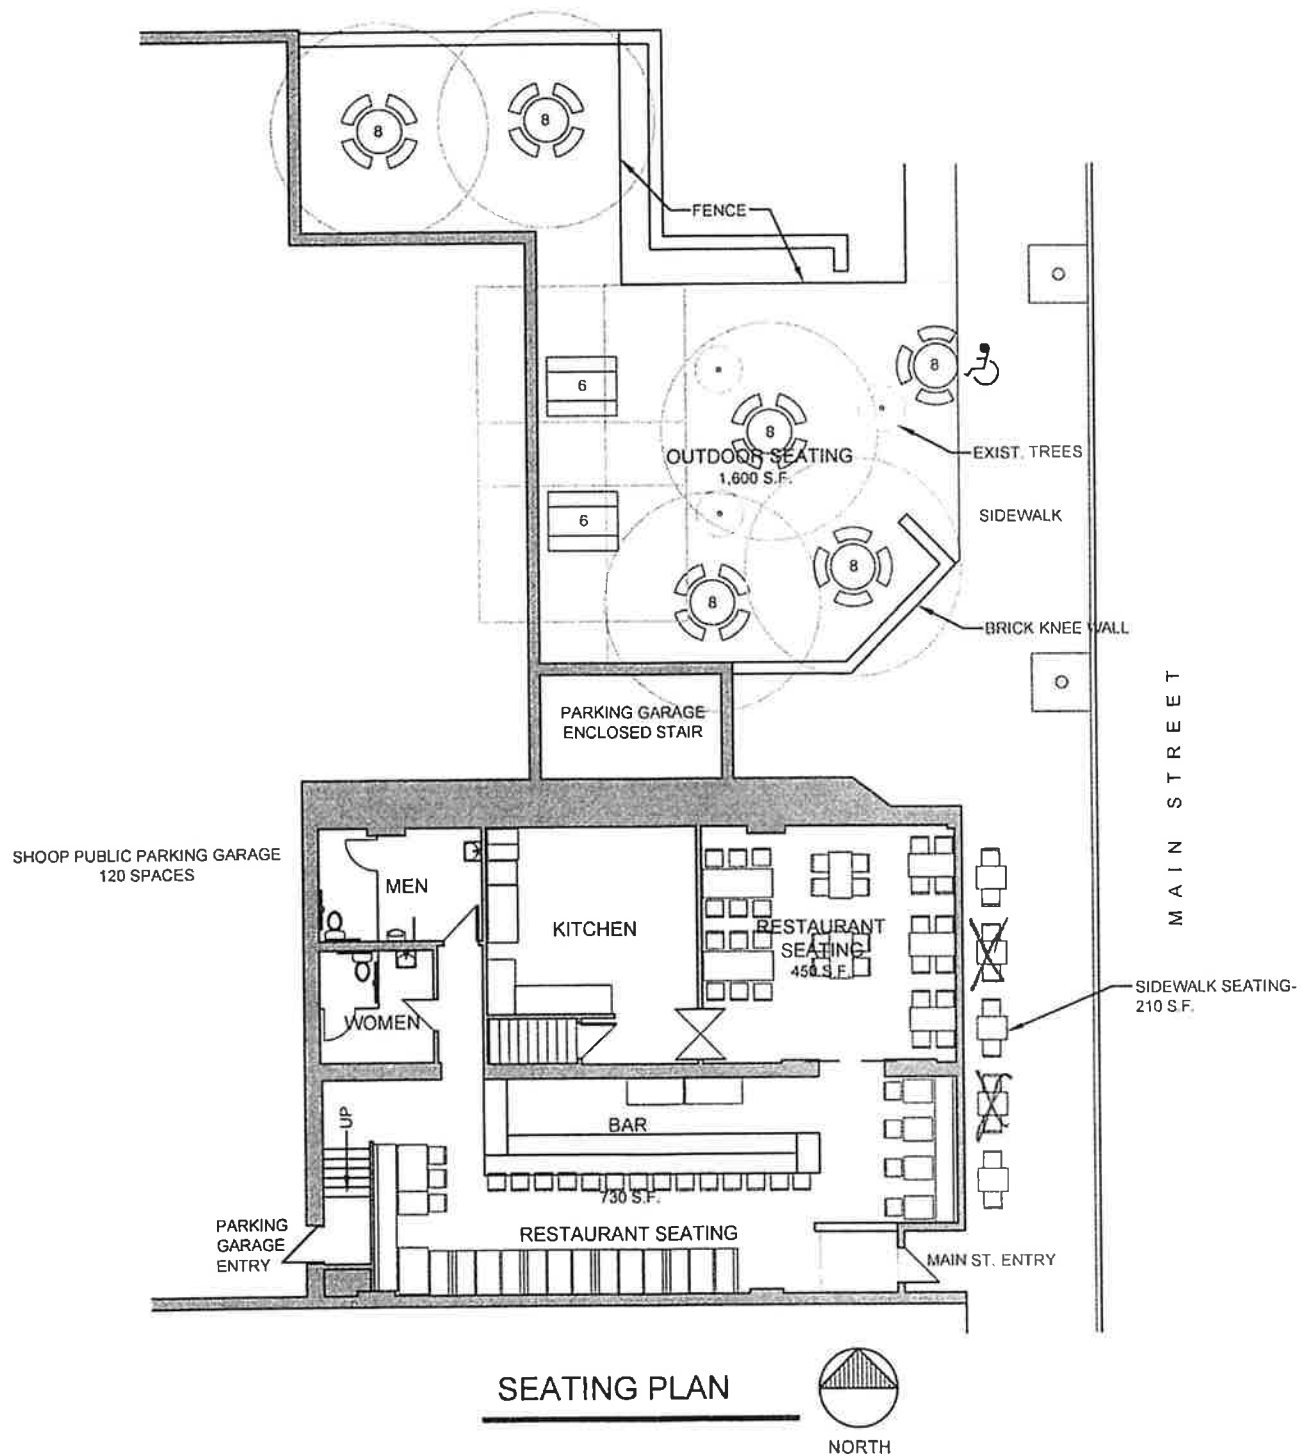 8
8
FENCE
8
6
8
OUTDOOR SEATING
1,600 S.F.
EXIST. TREES
6
SIDEWALK
8
8
BRICK KNEE WALL
PARKING GARAGE
ENCLOSED STAIR
MAIN STREET
SHOOP PUBLIC PARKING GARAGE
120 SPACES
MEN
KITCHEN
RESTAURANT
SEATING
450 S.F.
SIDEWALK SEATING-
210 S.F.
WOMEN
UP
BAR
730 S.F.
RESTAURANT SEATING
PARKING
GARAGE
ENTRY
MAIN ST. ENTRY
SEATING PLAN
NORTH